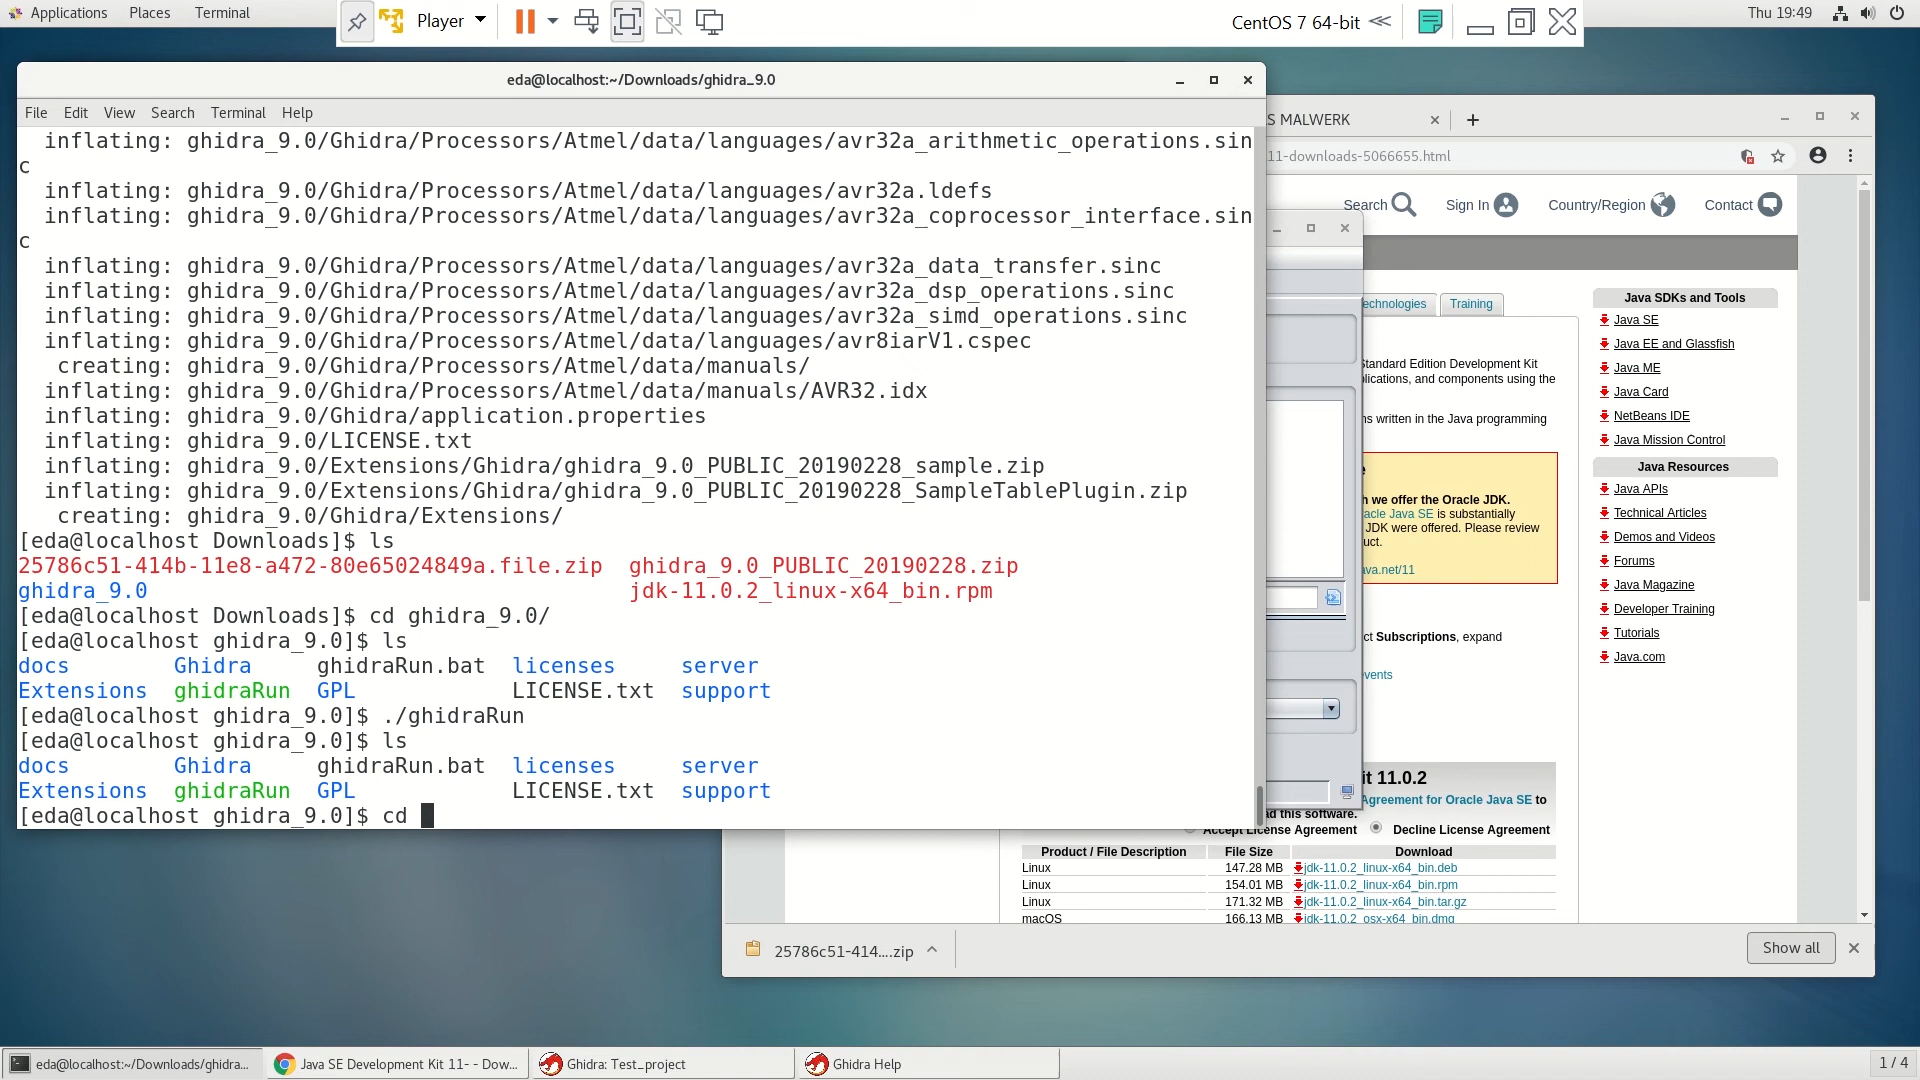 Applications Places Terminal
Player
CentOS 7 64-bit
Thu 19:49
eda@localhost:~/Downloads/ghidra_9.0
File Edit View Search Terminal Help
inflating: ghidra_9.0/Ghidra/Processors/Atmel/data/languages/avr32a_arithmetic_operations.sin
c
inflating: ghidra_9.0/Ghidra/Processors/Atmel/data/languages/avr32a.ldefs
inflating: ghidra_9.0/Ghidra/Processors/Atmel/data/languages/avr32a_coprocessor_interface.sin
c
inflating: ghidra_9.0/Ghidra/Processors/Atmel/data/languages/avr32a_data_transfer.sinc
inflating: ghidra_9.0/Ghidra/Processors/Atmel/data/languages/avr32a_dsp_operations.sinc
inflating: ghidra_9.0/Ghidra/Processors/Atmel/data/languages/avr32a_simd_operations.sinc
inflating: ghidra_9.0/Ghidra/Processors/Atmel/data/languages/avr8iarV1.cspec
creating: ghidra_9.0/Ghidra/Processors/Atmel/data/manuals/
inflating: ghidra_9.0/Ghidra/Processors/Atmel/data/manuals/AVR32.idx
inflating: ghidra_9.0/Ghidra/application.properties
inflating: ghidra_9.0/LICENSE.txt
inflating: ghidra_9.0/Extensions/Ghidra/ghidra_9.0_PUBLIC_20190228_sample.zip
inflating: ghidra_9.0/Extensions/Ghidra/ghidra_9.0_PUBLIC_20190228_SampleTablePlugin.zip
creating: ghidra_9.0/Ghidra/Extensions/
[eda@localhost Downloads]$ ls
25786c51-414b-11e8-a472-80e65024849a.file.zip ghidra_9.0_PUBLIC_20190228.zip
ghidra_9.0 jdk-11.0.2_linux-x64_bin.rpm
[eda@localhost Downloads]$ cd ghidra_9.0/
[eda@localhost ghidra_9.0]$ ls
docs Ghidra ghidraRun.bat licenses server
Extensions ghidraRun GPL LICENSE.txt support
[eda@localhost ghidra_9.0]$ ./ghidraRun
[eda@localhost ghidra_9.0]$ ls
docs Ghidra ghidraRun.bat licenses server
Extensions ghidraRun GPL LICENSE.txt support
[eda@localhost ghidra_9.0]$ cd
S MALWERK
11-downloads-5066655.html
Search Sign In Country/Region Contact
echnologies Training
Standard Edition Development Kit
plications, and components using the
ns written in the Java programming
h we offer the Oracle JDK.
acle Java SE is substantially
JDK were offered. Please review
uct.
ava.net/11
ct Subscriptions, expand
vents
it 11.0.2
Agreement for Oracle Java SE to
ad this software.
Accept License Agreement Decline License Agreement
Product / File Description File Size Download
Linux 147.28 MB jdk-11.0.2_linux-x64_bin.deb
Linux 154.01 MB jdk-11.0.2_linux-x64_bin.rpm
Linux 171.32 MB jdk-11.0.2_linux-x64_bin.tar.gz
macOS 166.13 MB jdk-11.0.2_osx-x64_bin.dmg
Java SDKs and Tools
Java SE
Java EE and Glassfish
Java ME
Java Card
NetBeans IDE
Java Mission Control
Java Resources
Java APIs
Technical Articles
Demos and Videos
Forums
Java Magazine
Developer Training
Tutorials
Java.com
25786c51-414....zip
Show all
eda@localhost:~/Downloads/ghidra... Java SE Development Kit 11- - Dow... Ghidra: Test_project Ghidra Help 1 / 4